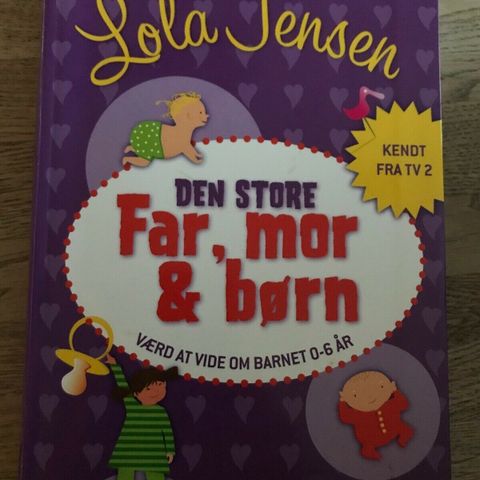 Lola Jensen
KENDT
FRA TV 2
DEN STORE
Far, mor
& børn
VÆRD AT VIDE OM BARNET 0-6 ÅR